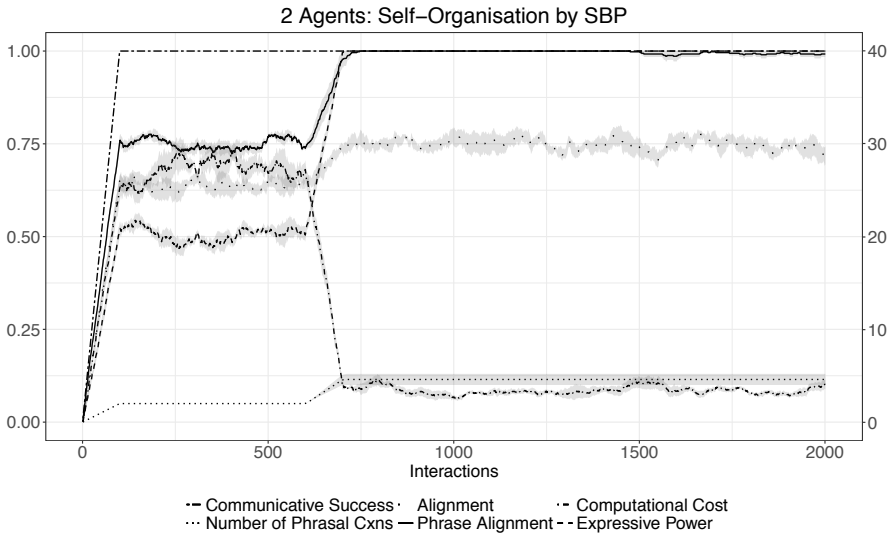 2 Agents: Self-Organisation by SBP
1.00
0.75
0.50
0.25
0.00
40
30
20
10
0
0 500 1000 1500 2000
Interactions
Communicative Success Alignment Computational Cost
Number of Phrasal Cxns Phrase Alignment Expressive Power